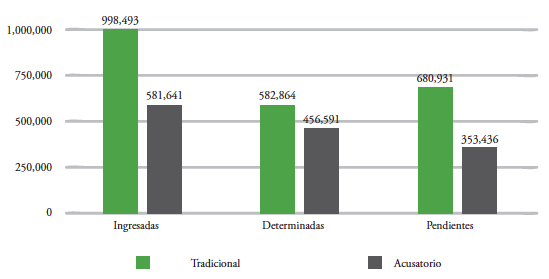 998,493
1,000,000
750,000
680,931
581,641
582,864
500,000
456,591
353,436
250,000
0
Ingresadas
Determinadas
Pendientes
Tradicional
Acusatorio